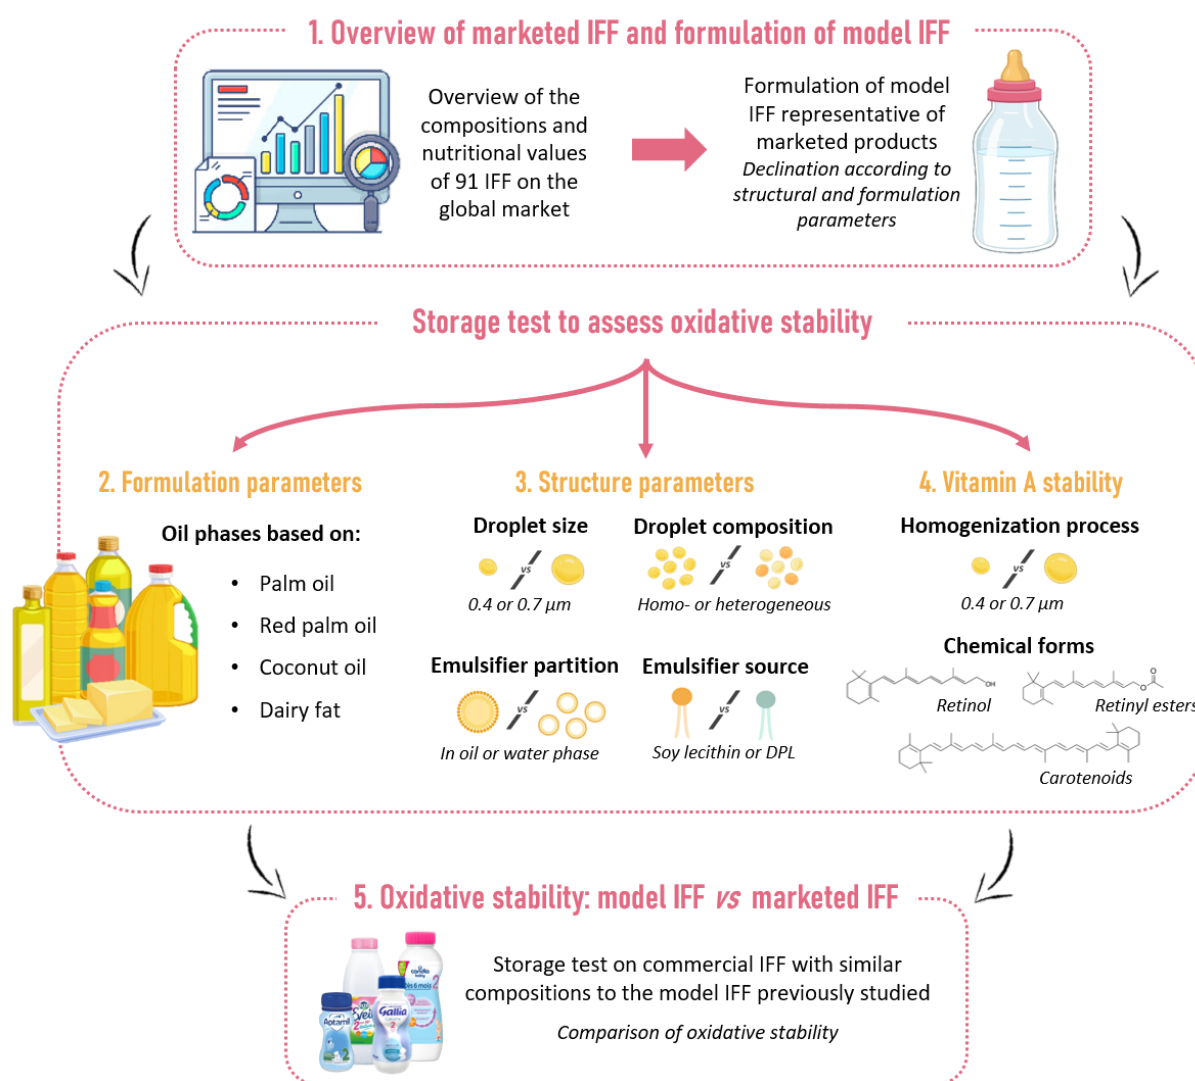 1. Overview of marketed IFF and formulation of model IFF
Overview of the
compositions and
nutritional values
of 91 IFF on the
global market
Formulation of model
IFF representative of
marketed products
Declination according to
structural and formulation
parameters
Storage test to assess oxidative stability
2. Formulation parameters
Oil phases based on:
• Palm oil
• Red palm oil
• Coconut oil
• Dairy fat
3. Structure parameters
Droplet size
vs
0.4 or 0.7 µm
Droplet composition
vs
Homo- or heterogeneous
Emulsifier partition
vs
In oil or water phase
Emulsifier source
vs
Soy lecithin or DPL
4. Vitamin A stability
Homogenization process
vs
0.4 or 0.7 µm
Chemical forms
OH
Retinol
O
O
Retinyl esters
Carotenoids
5. Oxidative stability: model IFF vs marketed IFF
Storage test on commercial IFF with similar
compositions to the model IFF previously studied
Comparison of oxidative stability
Aptamil
2
Gallia
2
dès 6 mois
2